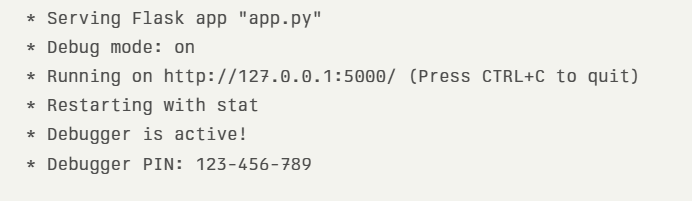 * Serving Flask app "app.py"
* Debug mode: on
* Running on http://127.0.0.1:5000/ (Press CTRL+C to quit)
* Restarting with stat
* Debugger is active!
* Debugger PIN: 123-456-789